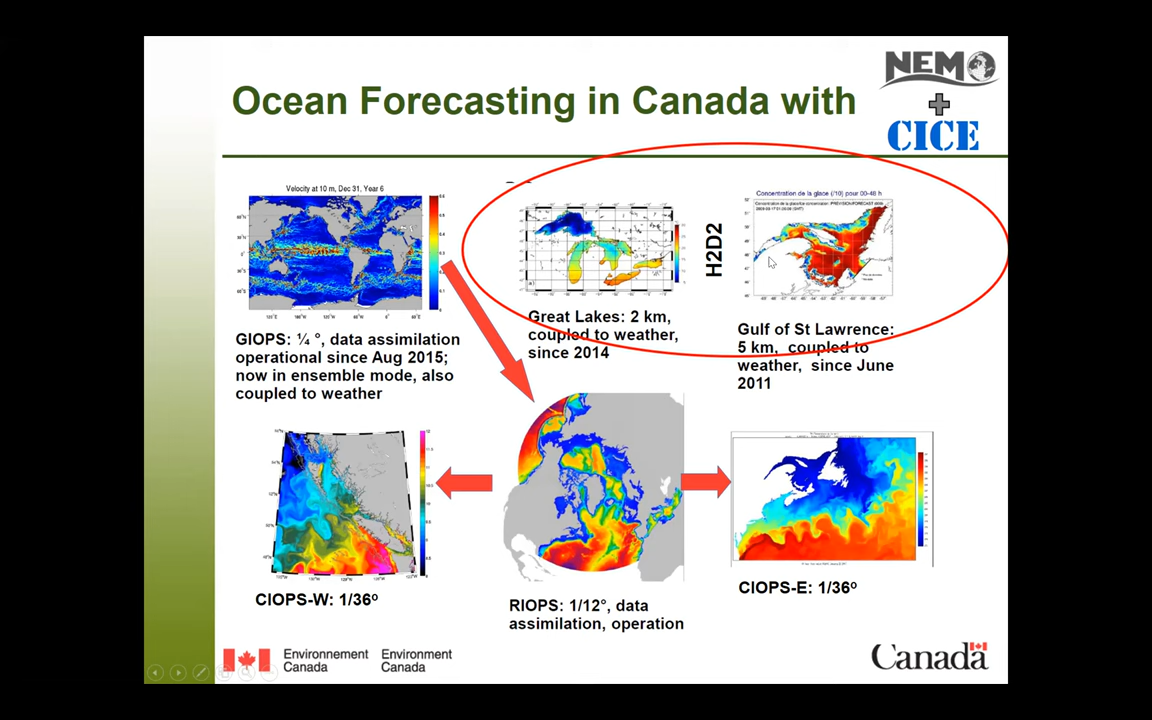 NEMO
Ocean Forecasting in Canada with
CICE
Velocity at 10 m, Dec 31, Year 6
H2D2
Concentration de la glace (/10) pour 00-48 h
GIOPS: ¼ °, data assimilation
operational since Aug 2015;
now in ensemble mode, also
coupled to weather
Great Lakes: 2 km,
coupled to weather,
since 2014
Gulf of St Lawrence:
5 km, coupled to
weather, since June
2011
CIOPS-W: 1/36º
RIOPS: 1/12°, data
assimilation, operation
CIOPS-E: 1/36º
Environnement
Canada
Environment
Canada
Canada